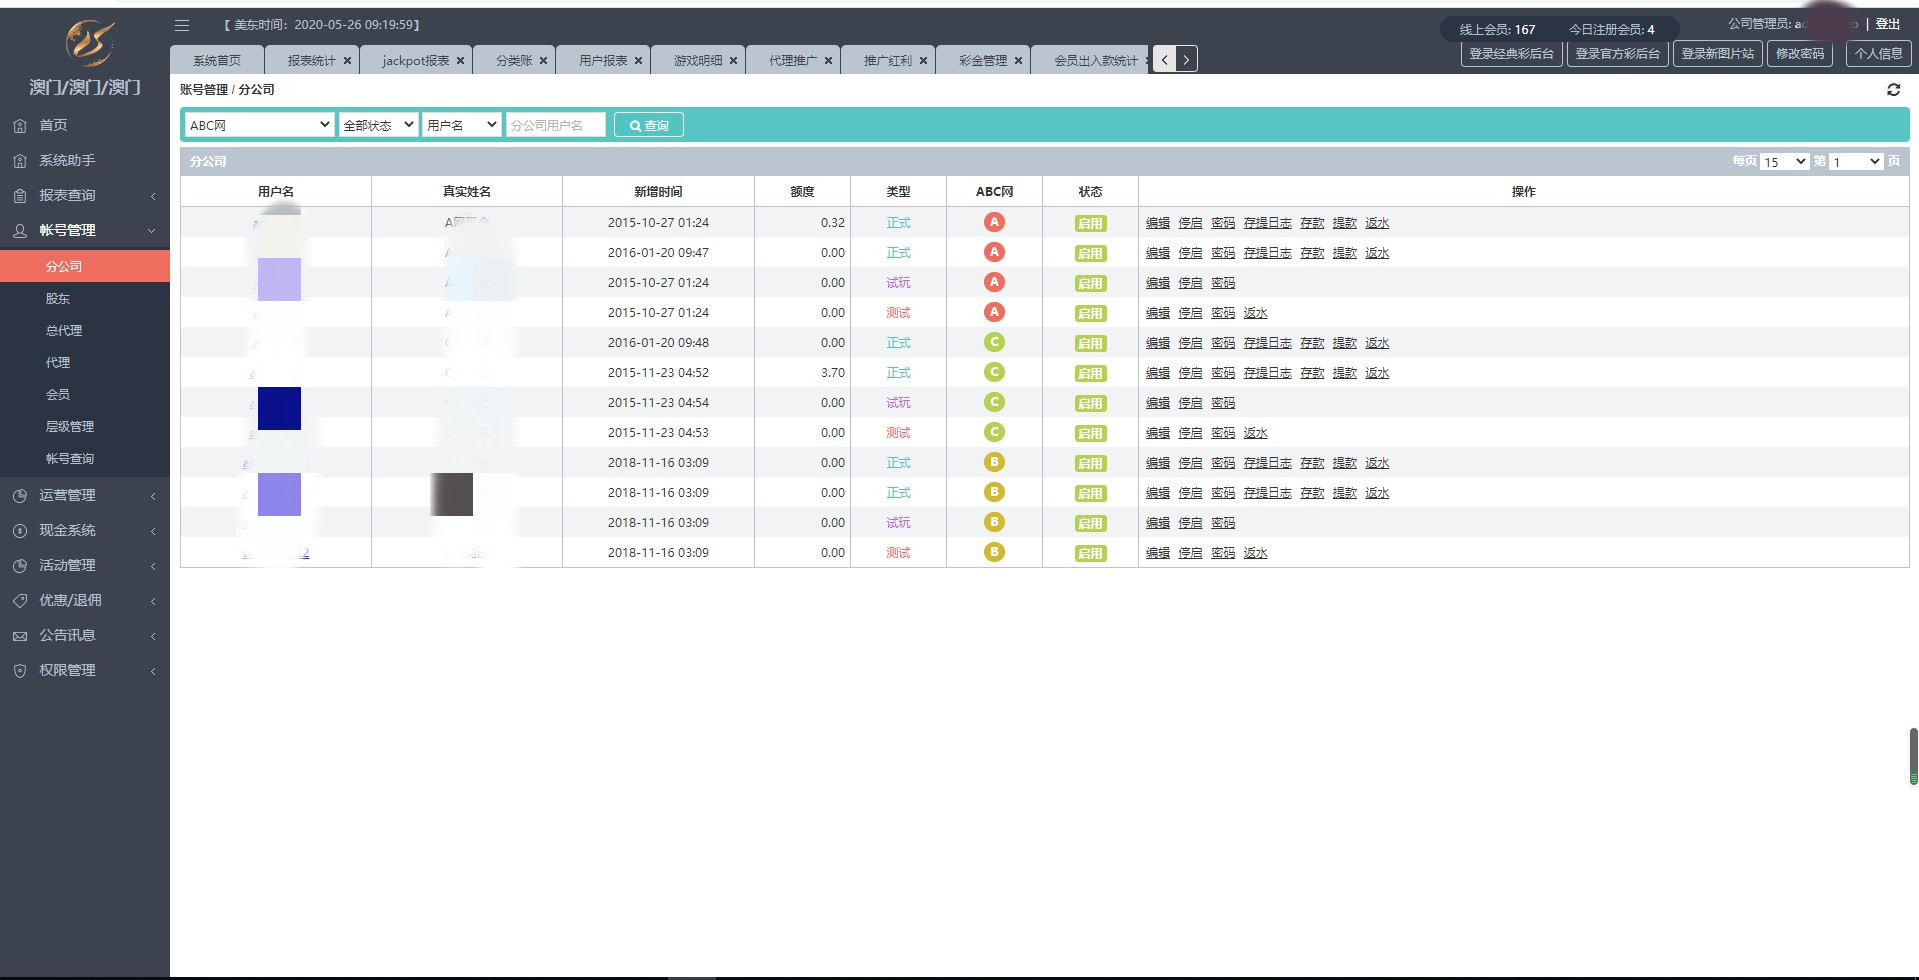 【 美东时间：2020-05-26 09:19:59】
线上会员: 167 今日注册会员: 4
公司管理员: | 登出
登录经典彩后台 登录官方彩后台 登录新图片站 修改密码 个人信息
澳门/澳门/澳门
首页
系统助手
报表查询
帐号管理
分公司
股东
总代理
代理
会员
层级管理
帐号查询
运营管理
现金系统
活动管理
优惠/退佣
公告讯息
权限管理
系统首页 报表统计 jackpot报表 分类账 用户报表 游戏明细 代理推广 推广红利 彩金管理 会员出入款统计
账号管理 / 分公司
ABC网 全部状态 用户名 分公司用户名 查询
分公司 每页 15 第 1 页
用户名 真实姓名 新增时间 额度 类型 ABC网 状态 操作
2015-10-27 01:24 0.32 正式 A 启用 编辑 停启 密码 存提日志 存款 提款 返水
2016-01-20 09:47 0.00 正式 A 启用 编辑 停启 密码 存提日志 存款 提款 返水
2015-10-27 01:24 0.00 试玩 A 启用 编辑 停启 密码
2015-10-27 01:24 0.00 测试 A 启用 编辑 停启 密码 返水
2016-01-20 09:48 0.00 正式 C 启用 编辑 停启 密码 存提日志 存款 提款 返水
2015-11-23 04:52 3.70 正式 C 启用 编辑 停启 密码 存提日志 存款 提款 返水
2015-11-23 04:54 0.00 试玩 C 启用 编辑 停启 密码
2015-11-23 04:53 0.00 测试 C 启用 编辑 停启 密码 返水
2018-11-16 03:09 0.00 正式 B 启用 编辑 停启 密码 存提日志 存款 提款 返水
2018-11-16 03:09 0.00 正式 B 启用 编辑 停启 密码 存提日志 存款 提款 返水
2018-11-16 03:09 0.00 试玩 B 启用 编辑 停启 密码
2018-11-16 03:09 0.00 测试 B 启用 编辑 停启 密码 返水